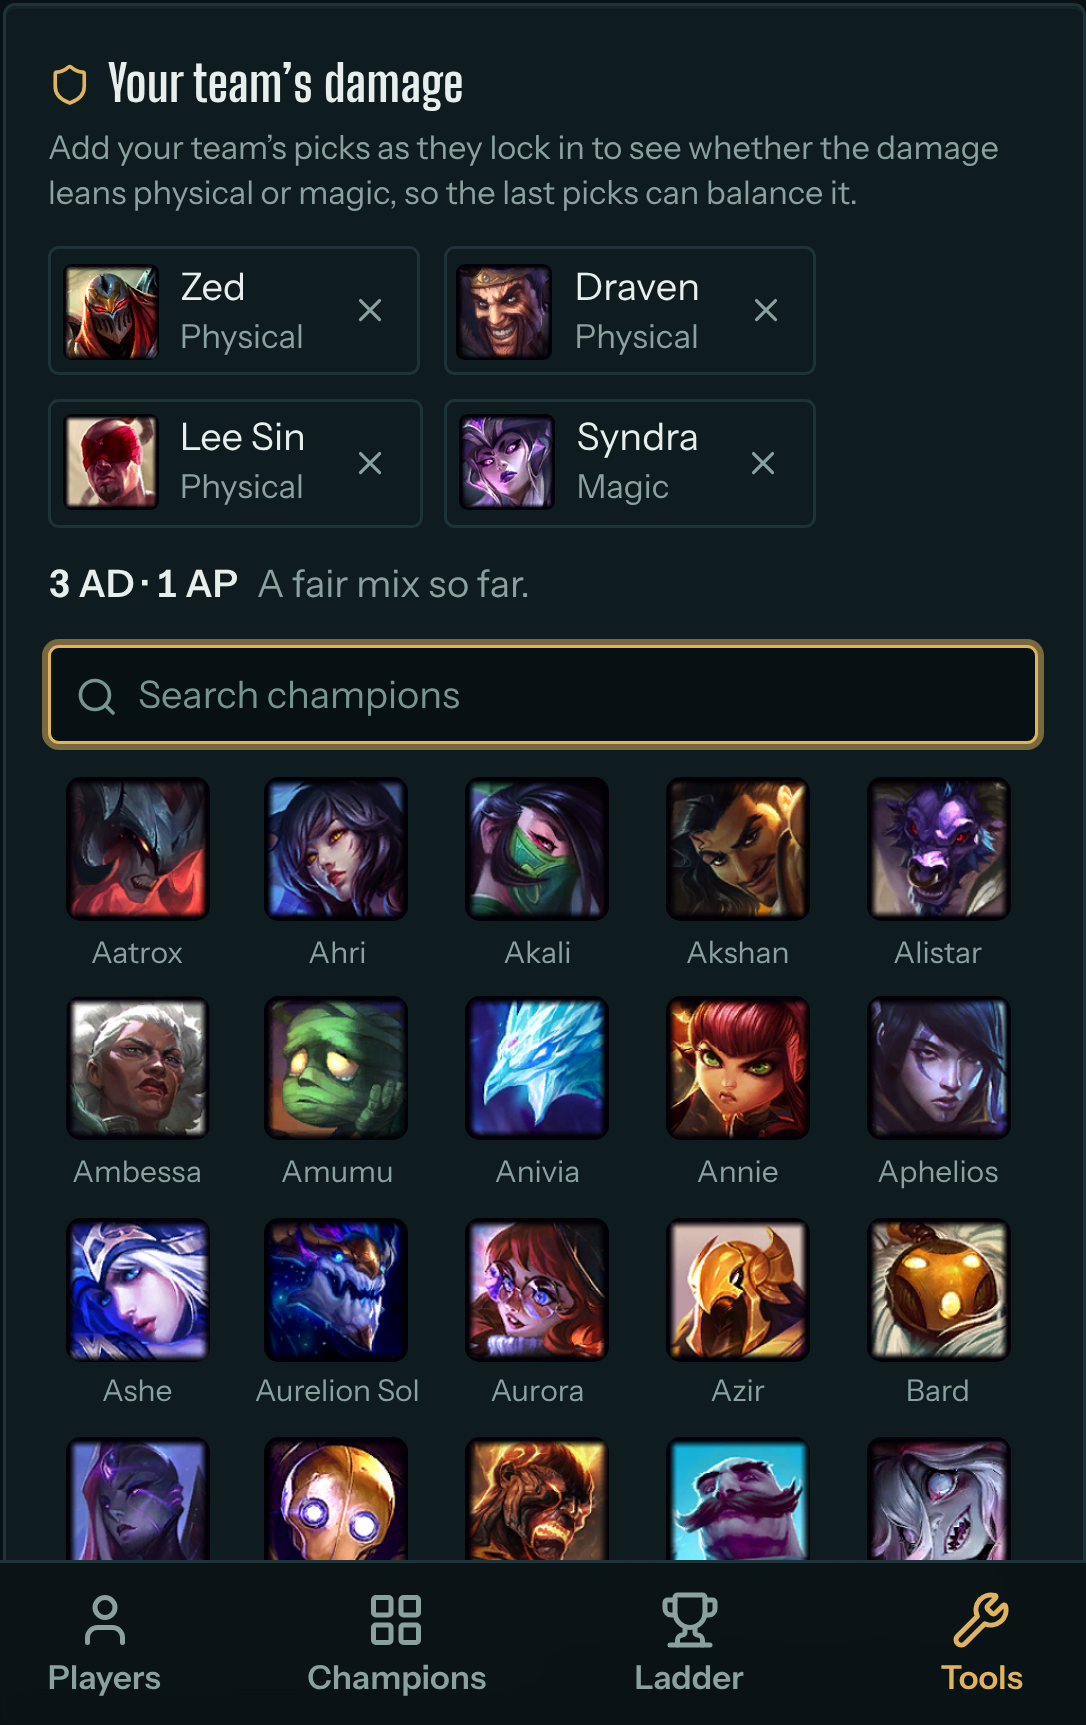 Your team’s damage
Add your team’s picks as they lock in to see whether the damage
leans physical or magic, so the last picks can balance it.
Zed
Physical
Draven
Physical
Lee Sin
Physical
Syndra
Magic
3 AD · 1 AP A fair mix so far.
Search champions
Aatrox
Ahri
Akali
Akshan
Alistar
Ambessa
Amumu
Anivia
Annie
Aphelios
Ashe
Aurelion Sol
Aurora
Azir
Bard
Players
Champions
Ladder
Tools